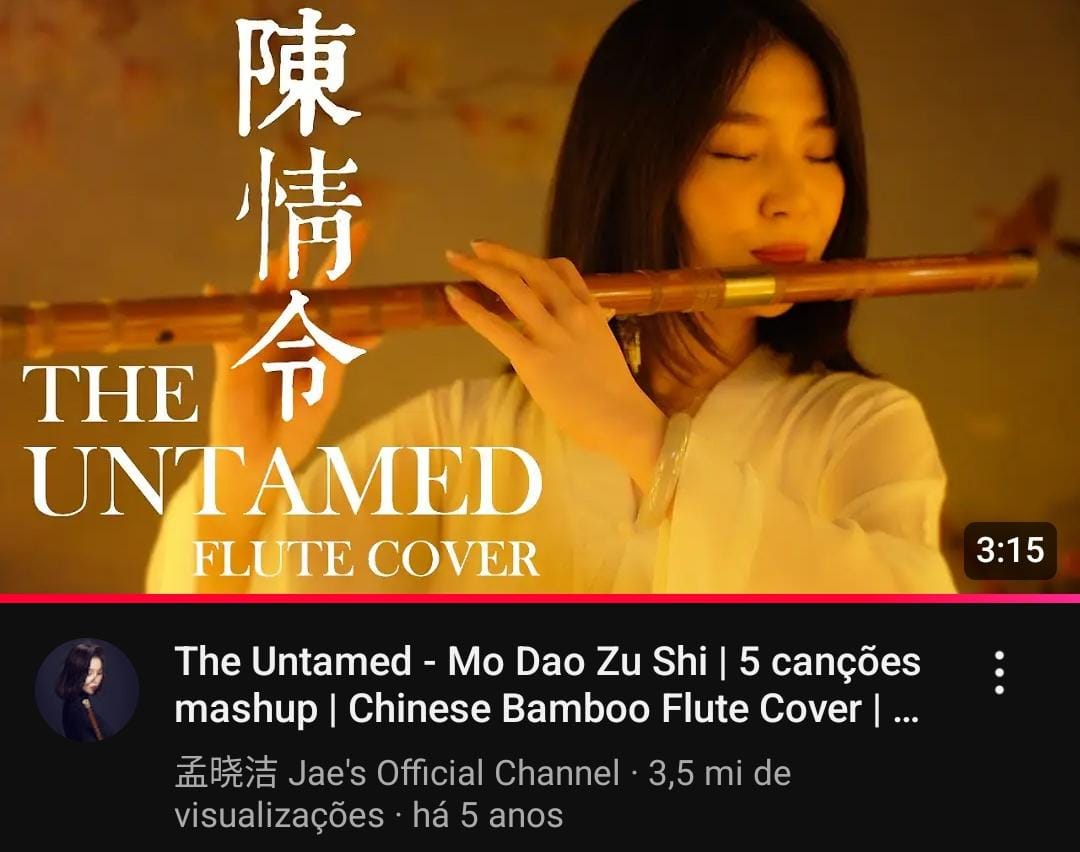 陳情令
THE
UNTAMED
FLUTE COVER
3:15
The Untamed - Mo Dao Zu Shi | 5 canções
mashup | Chinese Bamboo Flute Cover | ...
孟晓洁 Jae's Official Channel · 3,5 mi de
visualizações · há 5 anos